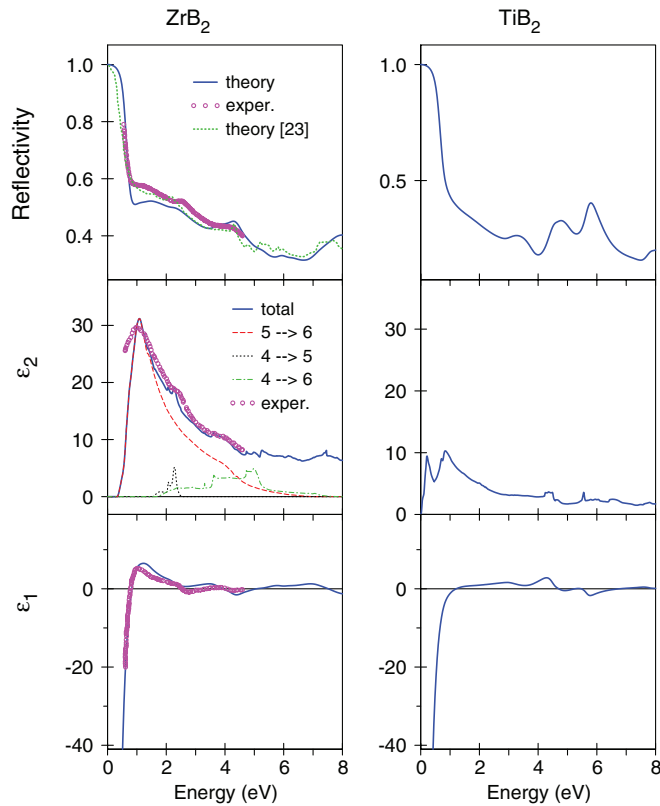 ZrB2
TiB2
Reflectivity
1.0
0.8
0.6
0.4
theory
exper.
theory [23]
1.0
0.5
ε2
30
20
10
0
total
5 --> 6
4 --> 5
4 --> 6
exper.
30
20
10
0
ε1
0
-20
-40
0
-20
-40
0 2 4 6 8
0 2 4 6 8
Energy (eV)
Energy (eV)